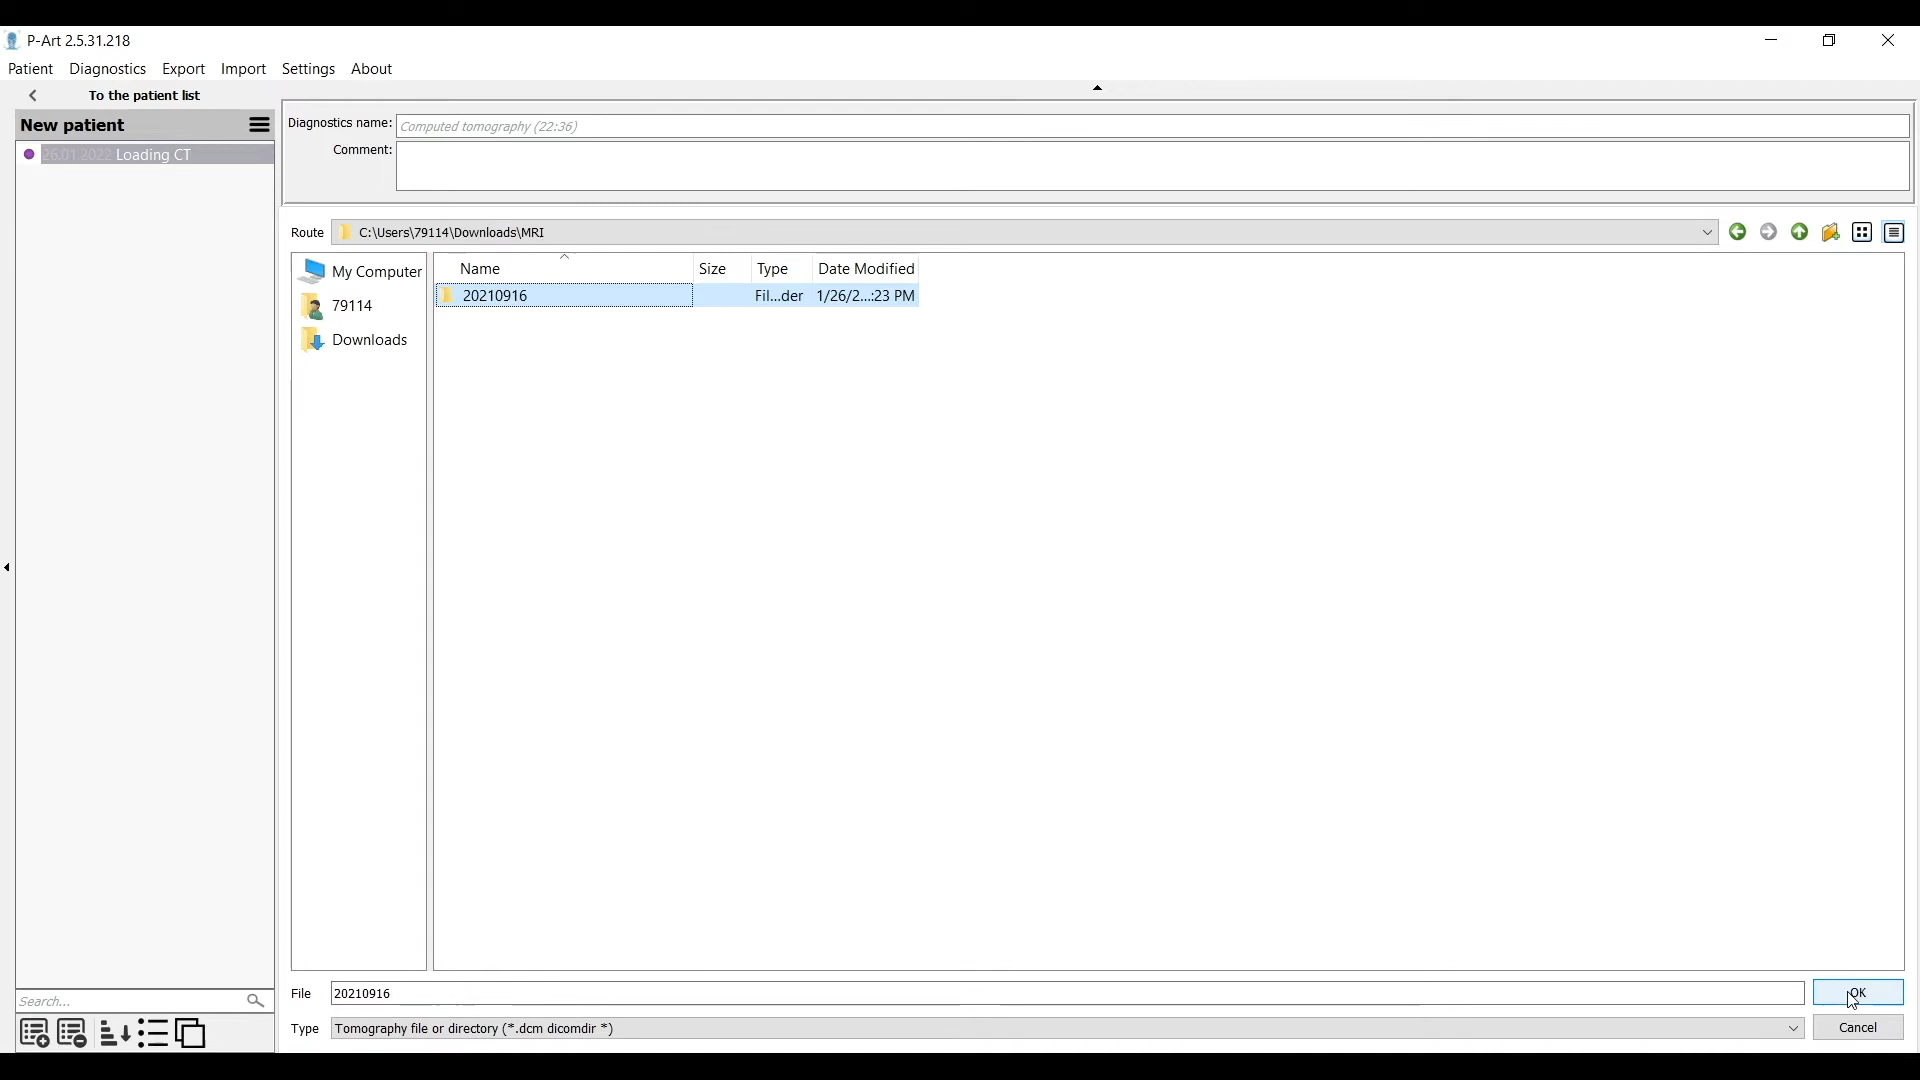 P-Art 2.5.31.218
Patient Diagnostics Export Import Settings About
To the patient list
New patient
26.01.2022 Loading CT
Diagnostics name: Computed tomography (22:36)
Comment:
Route C:\Users\79114\Downloads\MRI
My Computer
79114
Downloads
Name Size Type Date Modified
20210916 Fil...der 1/26/2...:23 PM
File 20210916 OK
Type Tomography file or directory (*.dcm dicomdir *) Cancel
Search...